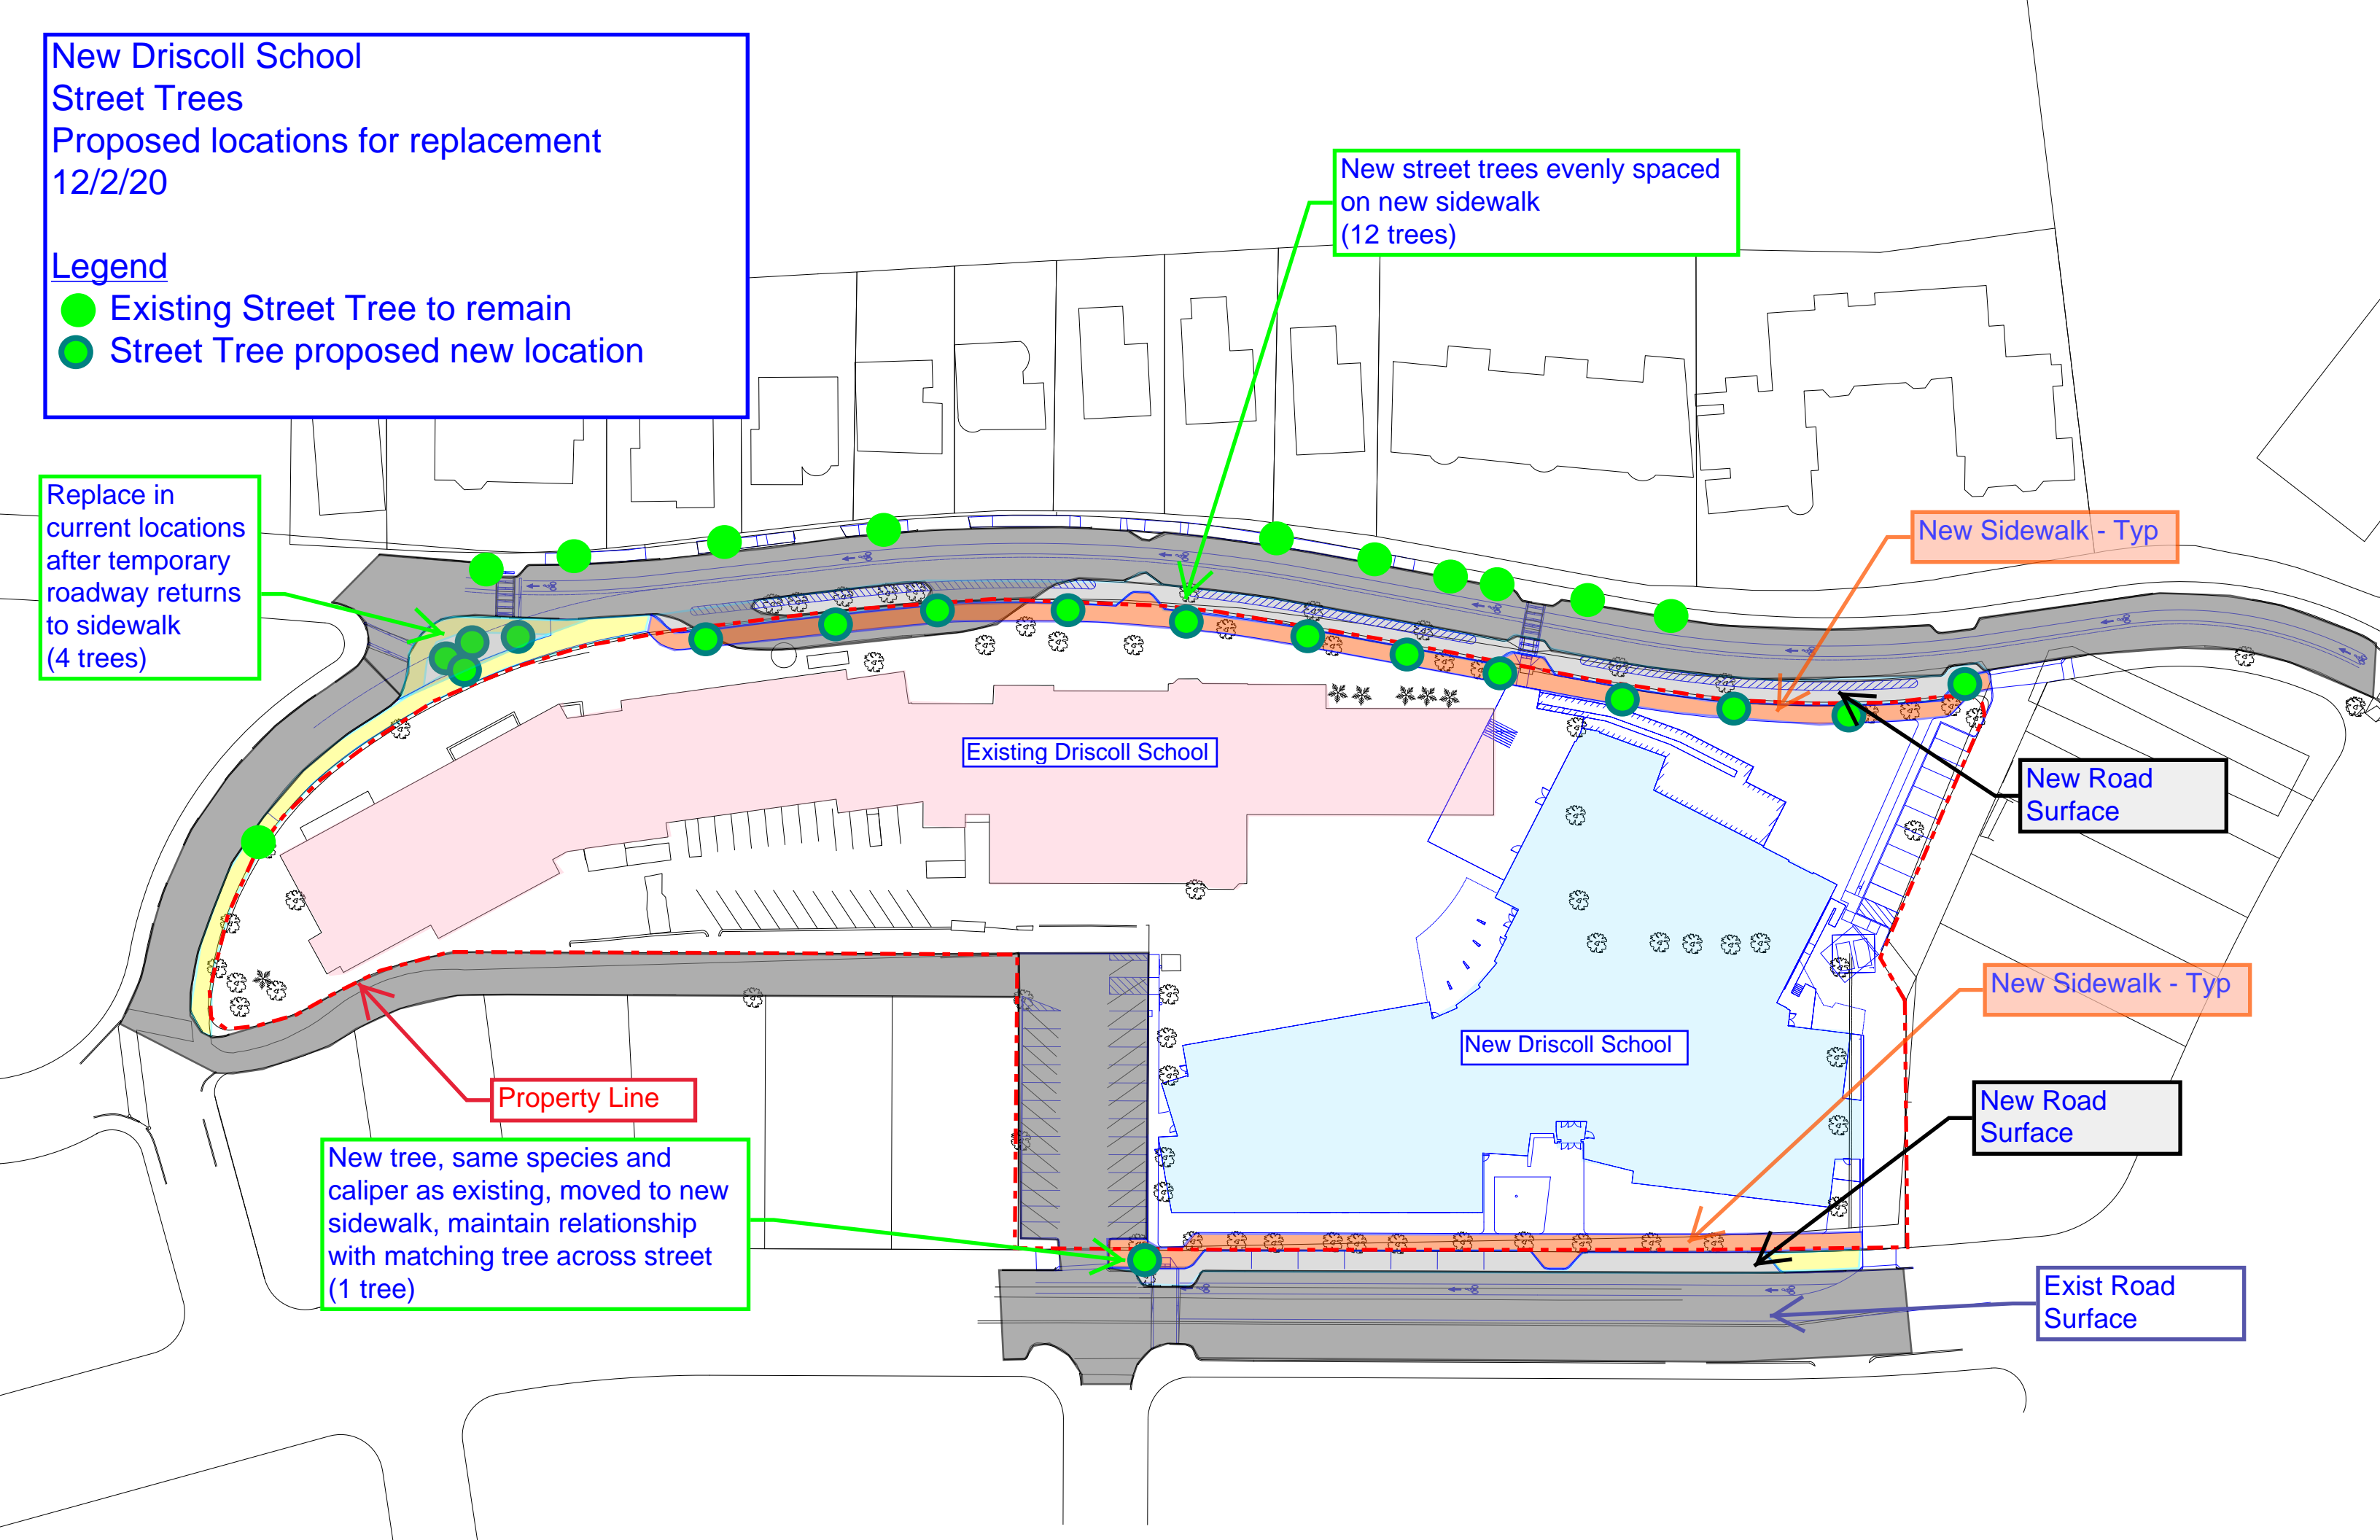 New Driscoll School
Street Trees
Proposed locations for replacement
12/2/20
Legend
Existing Street Tree to remain
Street Tree proposed new location
New street trees evenly spaced
on new sidewalk
(12 trees)
Replace in
current locations
after temporary
roadway returns
to sidewalk
(4 trees)
New Sidewalk - Typ
Existing Driscoll School
New Road
Surface
New Sidewalk - Typ
New Driscoll School
Property Line
New Road
Surface
New tree, same species and
caliper as existing, moved to new
sidewalk, maintain relationship
with matching tree across street
(1 tree)
Exist Road
Surface